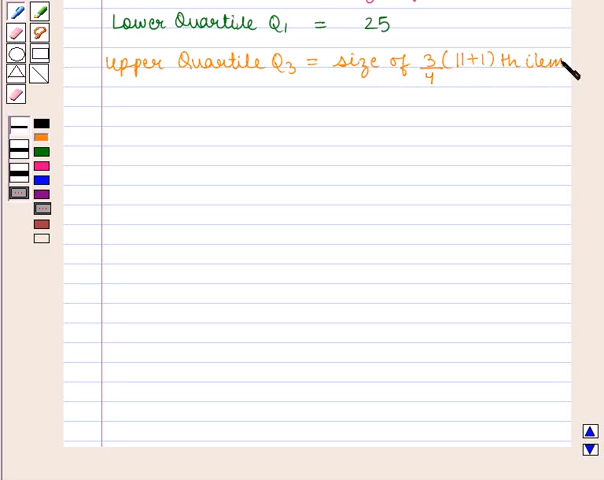 Lower Quartile Q1 = 25
Upper Quartile Q3 = size of 3/4 (11+1) th item